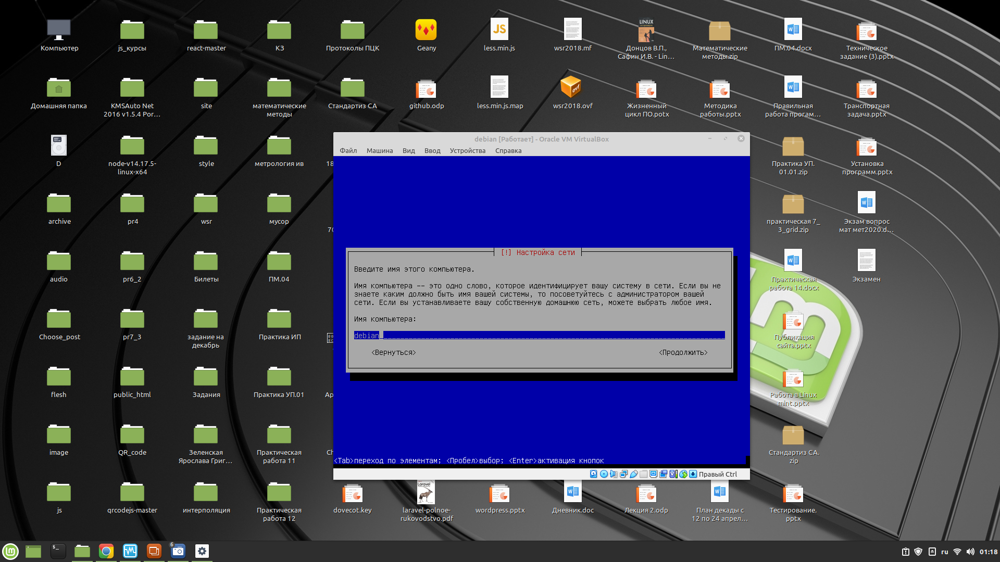 Компьютер
js_курсы
react-master
КЗ
Протоколы ПЦК
Geany
less.min.js
wsr2018.mf
Донцов В.П.,
Сафин И.В. - Lin...
Математические
методы.zip
ПМ.04.docx
Техническое
задание (3).pptx
Домашняя папка
KMSAuto Net
2016 v1.5.4 Por...
site
математические
методы
Стандартиз СА
github.odp
less.min.js.map
wsr2018.ovf
Жизненный
цикл ПО.potx
Методика
работы.pptx
Правильная
работа прогам...
Транспортная
задача.pptx
D
node-v14.17.5-
linux-x64
style
метрология ив
18
Практика УП.
01.01.zip
Установка
программ.pptx
archive
pr4
wsr
мусор
практическая 7_
3_grid.zip
Экзам вопрос
мат мет2020.d...
audio
pr6_2
Билеты
ПМ.04
Практическая
работа 14.docx
Экзамен
Choose_post
pr7_3
задание на
декабрь
Практика ИП
Публикация
сайта.pptx
flesh
public_html
Задания
Практика УП.01
Ар
Работа в Linux
mint.pptx
image
QR_code
Зеленская
Ярослава Григ...
Практическая
работа 11
Ch
Стандартиз СА.
zip
js
qrcodejs-master
интерполяция
Практическая
работа 12
dovecot.key
laravel-polnoe-
rukovodstvo.pdf
wordpress.pptx
Дневник.doc
Лекция 2.odp
План декады с
12 по 24 апрел...
Тестирование.
pptx
JS
LINUX
ovf
Laravel
debian [Работает] - Oracle VM VirtualBox
Файл Машина Вид Ввод Устройства Справка
[!] Настройка сети
Введите имя этого компьютера.
Имя компьютера -- это одно слово, которое идентифицирует вашу систему в сети. Если вы не
знаете каким должно быть имя вашей системы, то посоветуйтесь с администратором вашей
сети. Если вы устанавливаете вашу собственную домашнюю сеть, можете выбрать любое имя.
Имя компьютера:
debian
<Вернуться> <Продолжить>
<Tab>переход по элементам; <Пробел>выбор; <Enter>активация кнопок
Правый Ctrl
6
ru
01:18